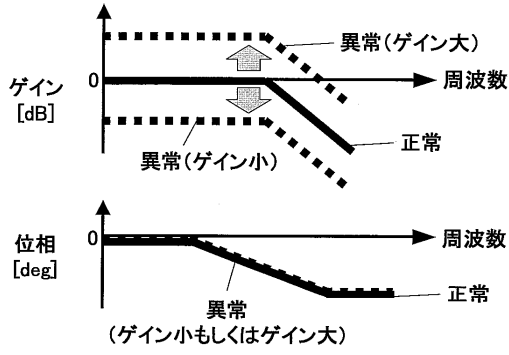 異常(ゲイン大)
ゲイン
[dB]
0
周波数
正常
異常(ゲイン小)
位相
[deg]
0
周波数
正常
異常
(ゲイン小もしくはゲイン大)